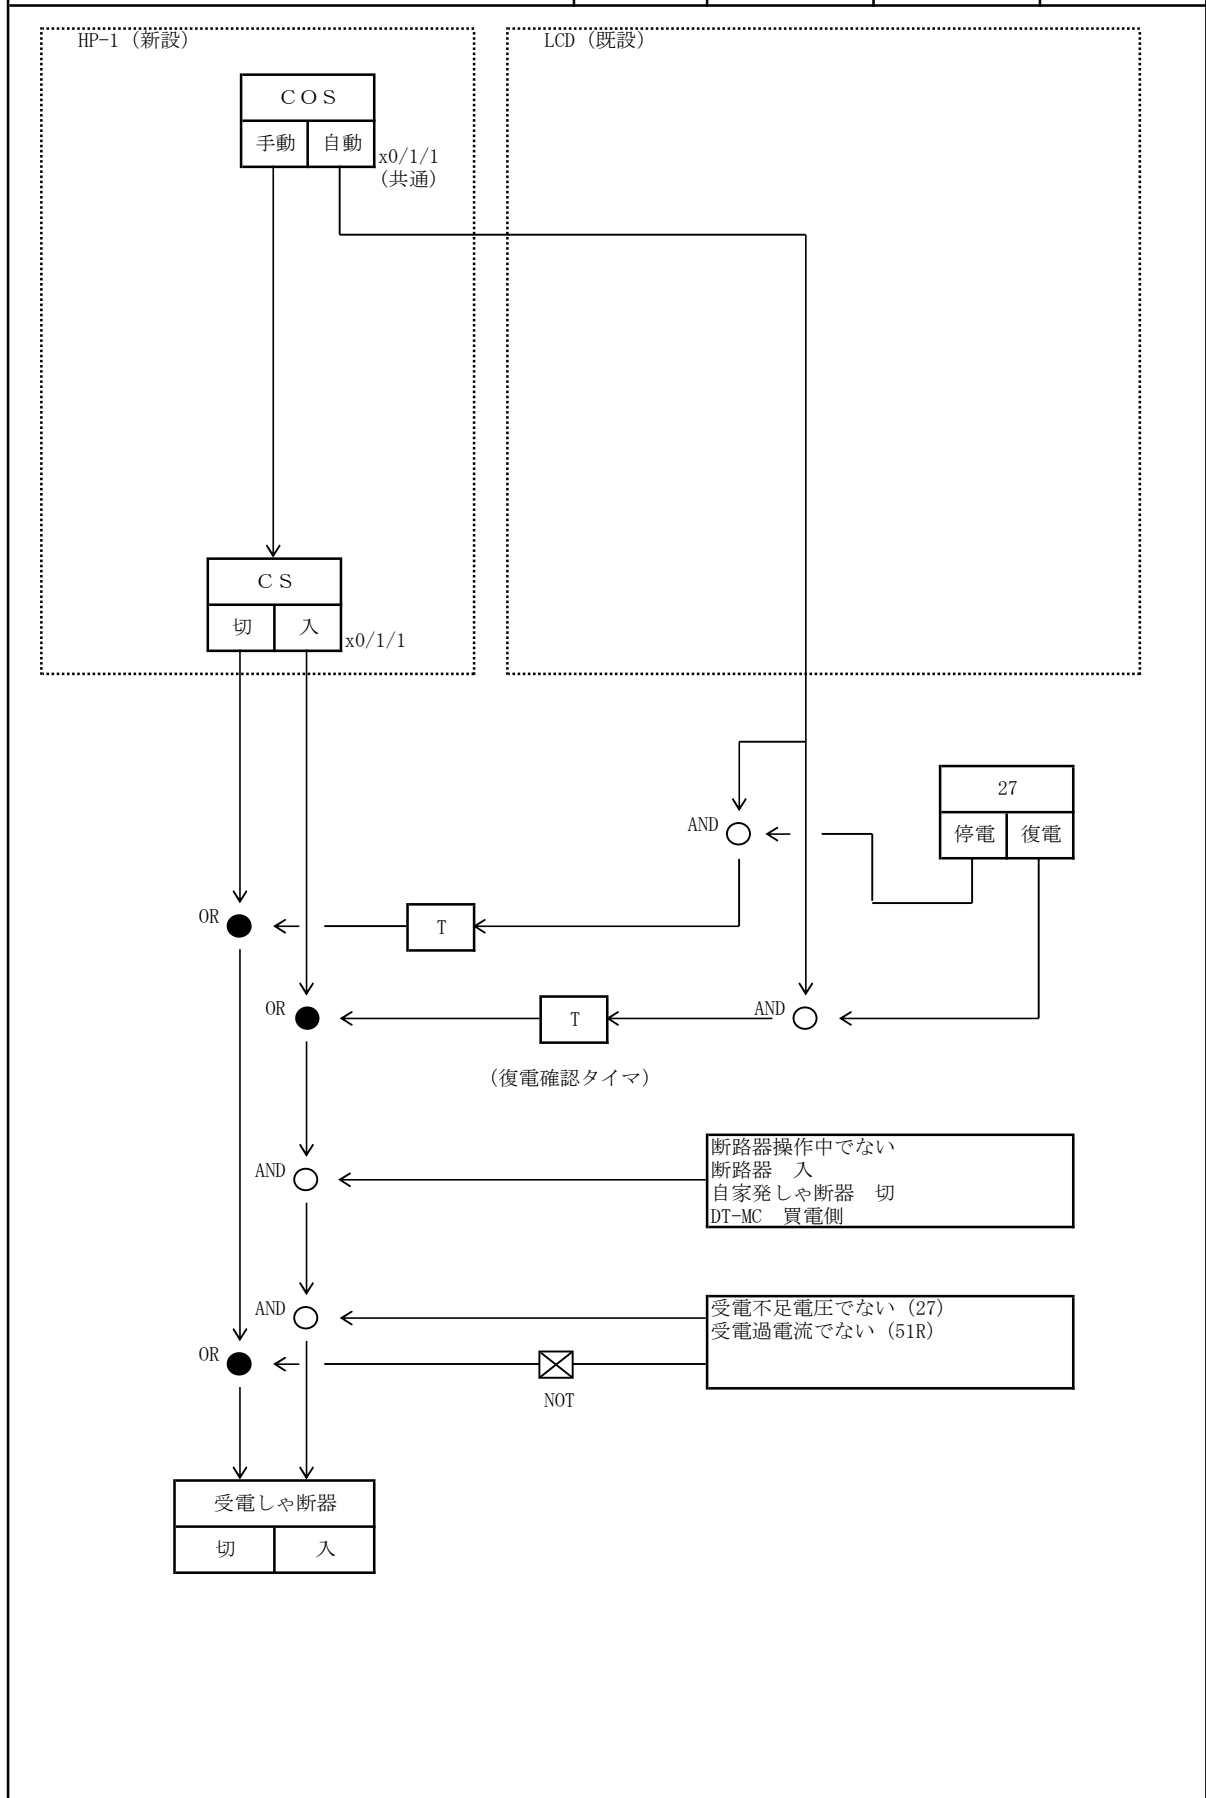 HP-1（新設）
LCD（既設）
ＣＯＳ
手動
自動
x0/1/1
（共通）
ＣＳ
切
入
x0/1/1
27
停電
復電
AND
OR
T
OR
T
AND
（復電確認タイマ）
断路器操作中でない
AND
断路器　入
自家発しゃ断器　切
DT-MC　買電側
AND
受電不足電圧でない（27）
受電過電流でない（51R）
OR
NOT
受電しゃ断器
切
入